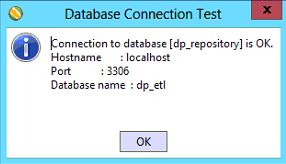 Database Connection Test
x
Connection to database [dp_repository] is OK.
Hostname : localhost
Port : 3306
Database name : dp_etl
OK